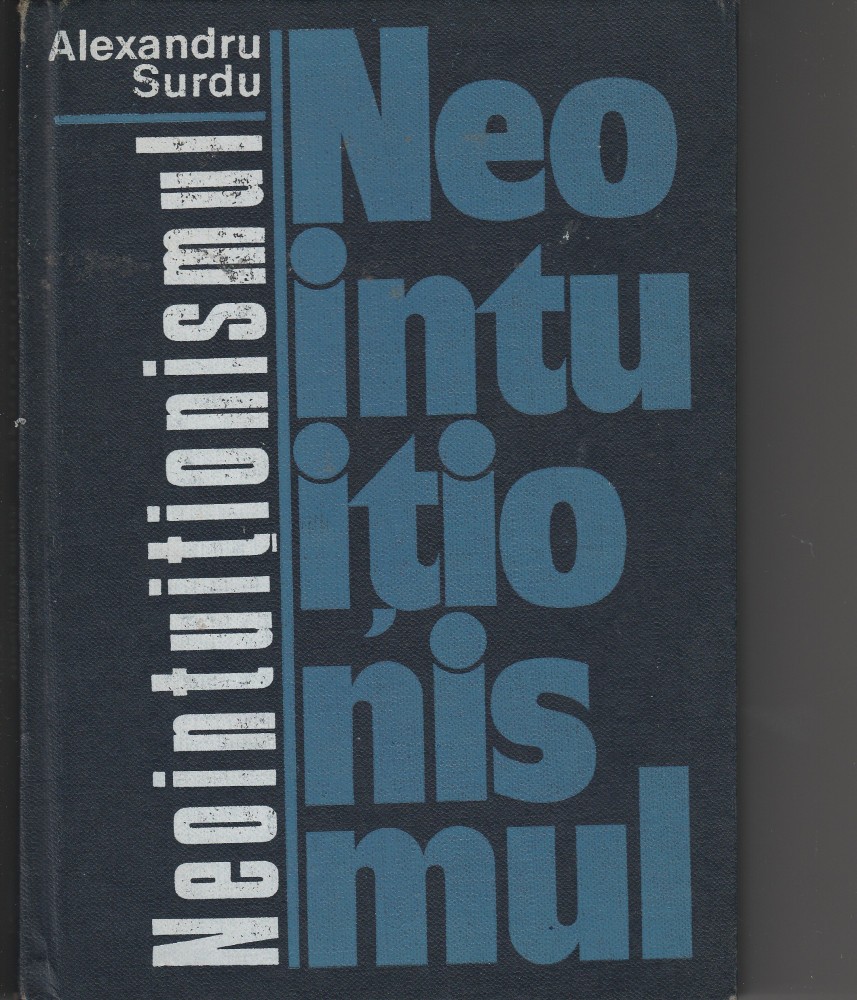 Alexandru
Surdu
Neointuiționismul
Neo
intu
ițio
nis
mul